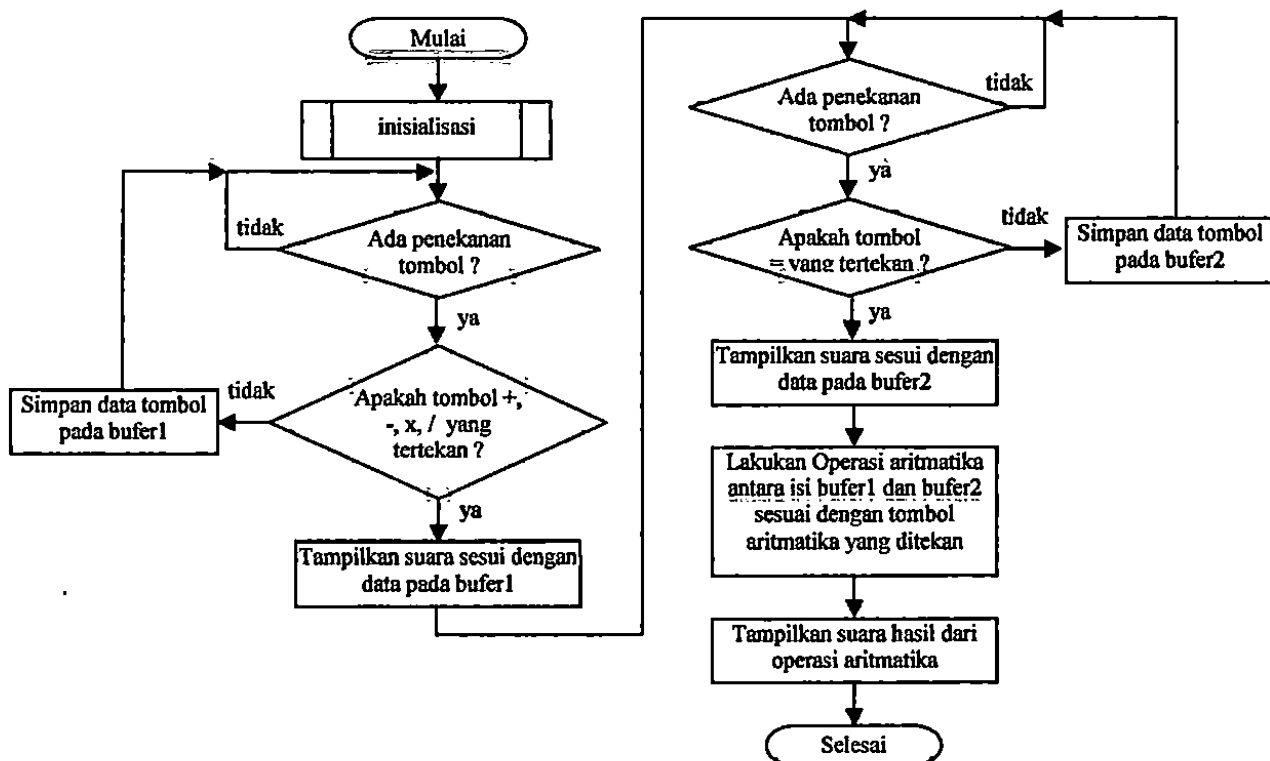 Mulai
inisialisasi
tidak
Ada penekanan
tombol ?
ya
tidak
Simpan data tombol
pada bufer1
Apakah tombol +,
-, x, / yang
tertekan ?
ya
Tampilkan suara sesui dengan
data pada bufer1
Ada penekanan
tombol ?
tidak
yà
Apakah tombol
= yang tertekan ?
tidak
Simpan data tombol
pada bufer2
ya
Tampilkan suara sesui dengan
data pada bufer2
Lakukan Operasi aritmatika
antara isi bufer1 dan bufer2
sesuai dengan tombol
aritmatika yang ditekan
Tampilkan suara hasil dari
operasi aritmatika
Selesai